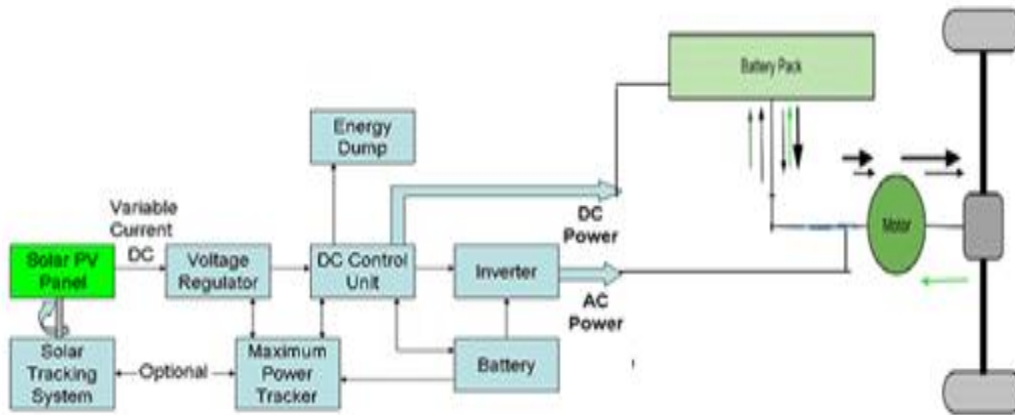 Battery Pack
Energy
Dump
Variable
Current
DC
DC
Power
Motor
Solar PV
Panel
Voltage
Regulator
DC Control
Unit
Inverter
AC
Power
Solar
Tracking
System
Optional
Maximum
Power
Tracker
Battery